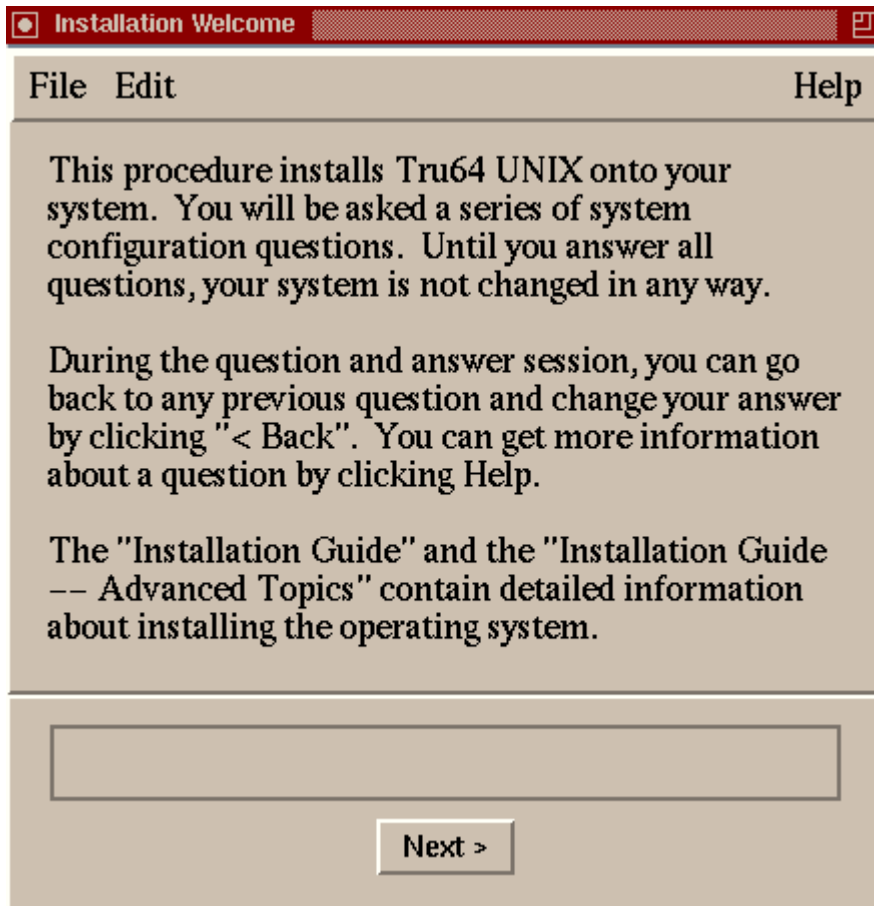 Installation Welcome
File Edit Help
This procedure installs Tru64 UNIX onto your
system. You will be asked a series of system
configuration questions. Until you answer all
questions, your system is not changed in any way.
During the question and answer session, you can go
back to any previous question and change your answer
by clicking "< Back". You can get more information
about a question by clicking Help.
The "Installation Guide" and the "Installation Guide
-- Advanced Topics" contain detailed information
about installing the operating system.
Next >